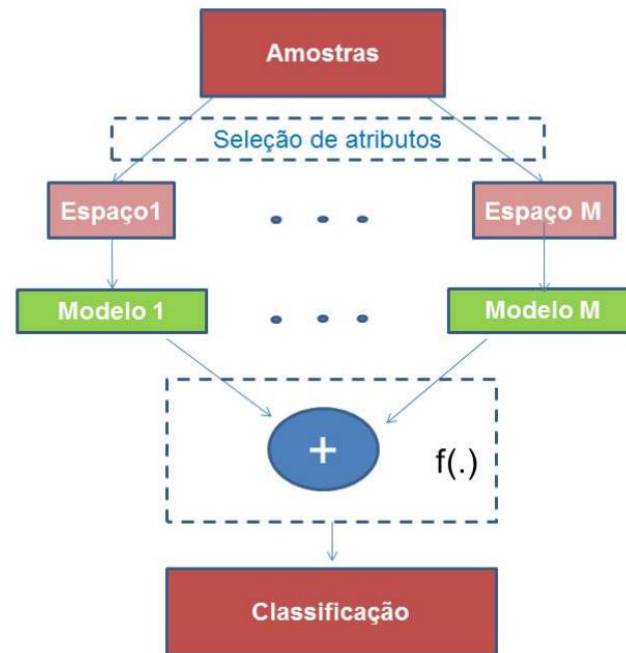 Amostras
Seleção de atributos
Espaço1
Espaço M
Modelo 1
Modelo M
+
f(.)
Classificação